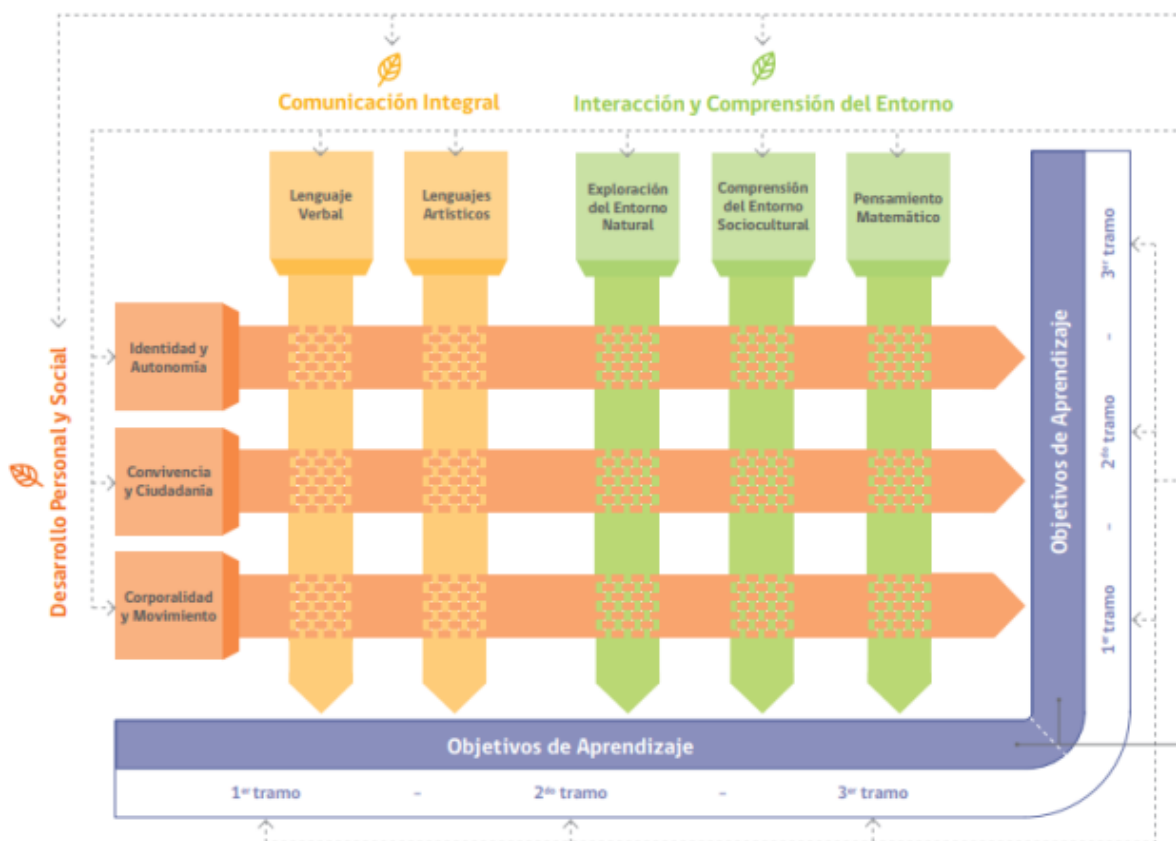 Comunicación Integral
Interacción y Comprensión del Entorno
Lenguaje
Verbal
Lenguajes
Artísticos
Exploración
del Entorno
Natural
Comprensión
del Entorno
Sociocultural
Pensamiento
Matemático
Desarrollo Personal y Social
Identidad y
Autonomía
Convivencia
y Ciudadanía
Corporalidad
y Movimiento
Objetivos de Aprendizaje
3er tramo
-
2do tramo
-
1er tramo
Objetivos de Aprendizaje
1er tramo - 2do tramo - 3er tramo